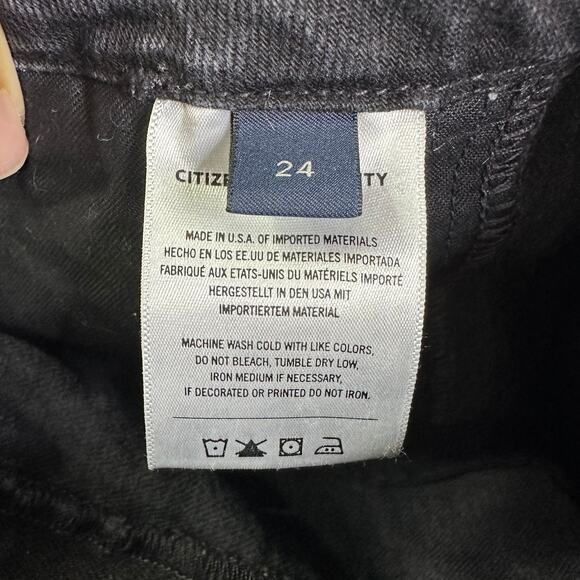 24
CITIZE TY
MADE IN U.S.A. OF IMPORTED MATERIALS
HECHO EN LOS EE.UU DE MATERIALES IMPORTADA
FABRIQUÉ AUX ETATS-UNIS DU MATÉRIELS IMPORTÉ
HERGESTELLT IN DEN USA MIT
IMPORTIERTEM MATERIAL
MACHINE WASH COLD WITH LIKE COLORS,
DO NOT BLEACH, TUMBLE DRY LOW,
IRON MEDIUM IF NECESSARY,
IF DECORATED OR PRINTED DO NOT IRON.